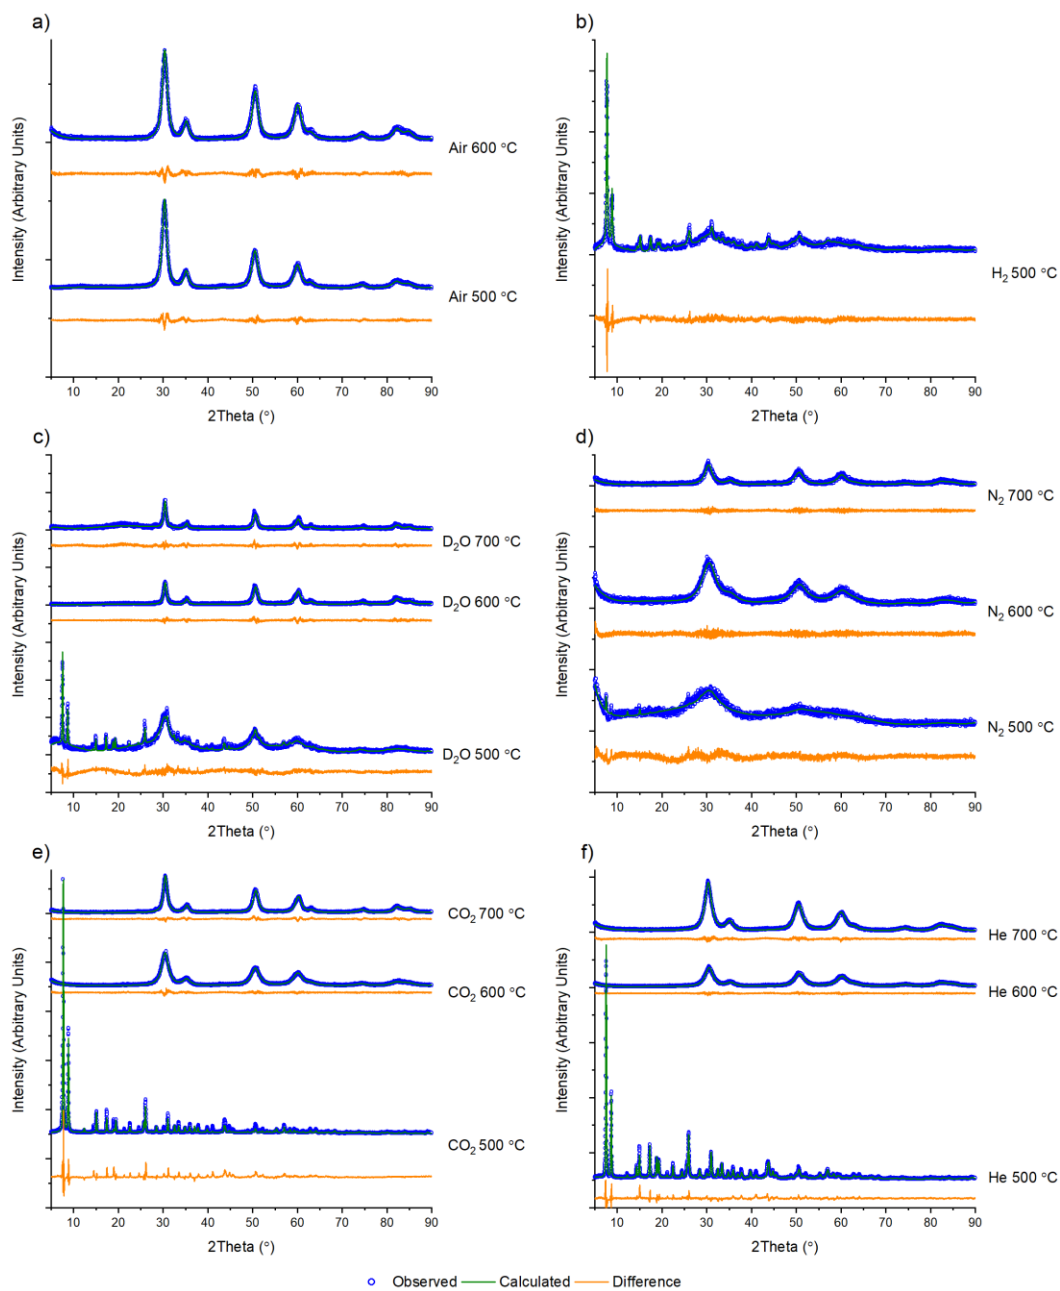 a)
Intensity (Arbitrary Units)
Air 600 °C
Air 500 °C
10 20 30 40 50 60 70 80 90
2Theta (°)
b)
Intensity (Arbitrary Units)
H₂ 500 °C
10 20 30 40 50 60 70 80 90
2Theta (°)
c)
Intensity (Arbitrary Units)
D₂O 700 °C
D₂O 600 °C
D₂O 500 °C
10 20 30 40 50 60 70 80 90
2Theta (°)
d)
Intensity (Arbitrary Units)
N₂ 700 °C
N₂ 600 °C
N₂ 500 °C
10 20 30 40 50 60 70 80 90
2Theta (°)
e)
Intensity (Arbitrary Units)
CO₂ 700 °C
CO₂ 600 °C
CO₂ 500 °C
10 20 30 40 50 60 70 80 90
2Theta (°)
f)
Intensity (Arbitrary Units)
He 700 °C
He 600 °C
He 500 °C
10 20 30 40 50 60 70 80 90
2Theta (°)
Observed Calculated Difference